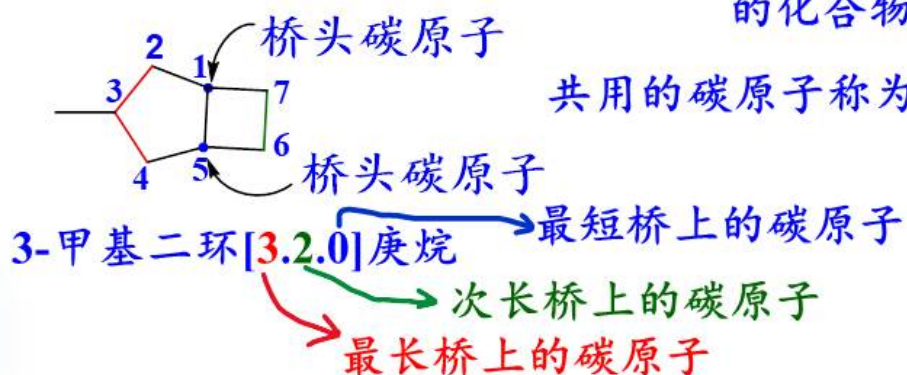 的化合物
桥头碳原子
2
1
3
7
共用的碳原子称为
6
4
5
桥头碳原子
最短桥上的碳原子
3-甲基二环[3.2.0]庚烷
次长桥上的碳原子
最长桥上的碳原子